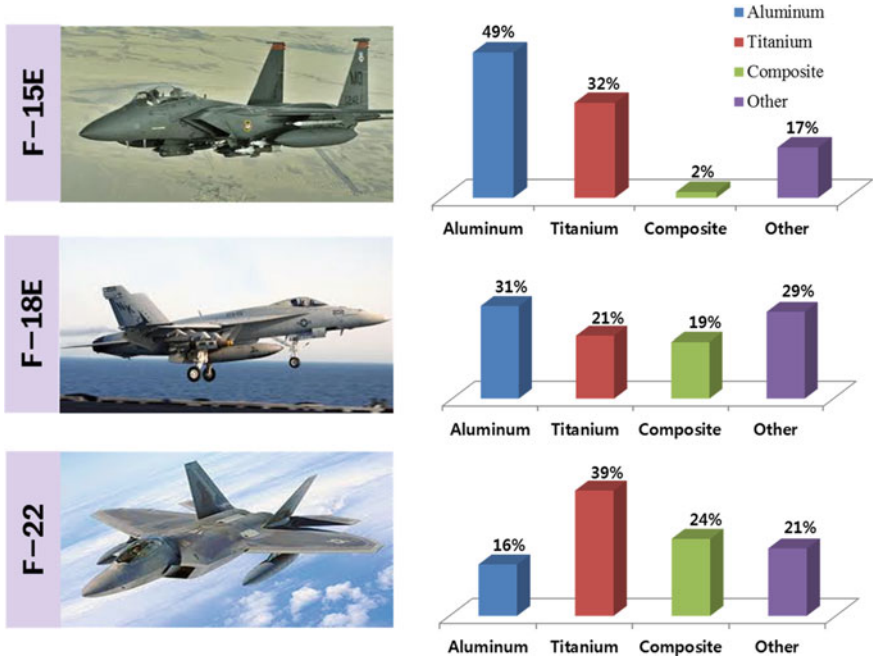 F-15E
49%
32%
2%
17%
Aluminum
Titanium
Composite
Other
Aluminum Titanium Composite Other
F-18E
31%
21%
19%
29%
Aluminum Titanium Composite Other
F-22
16%
39%
24%
21%
Aluminum Titanium Composite Other